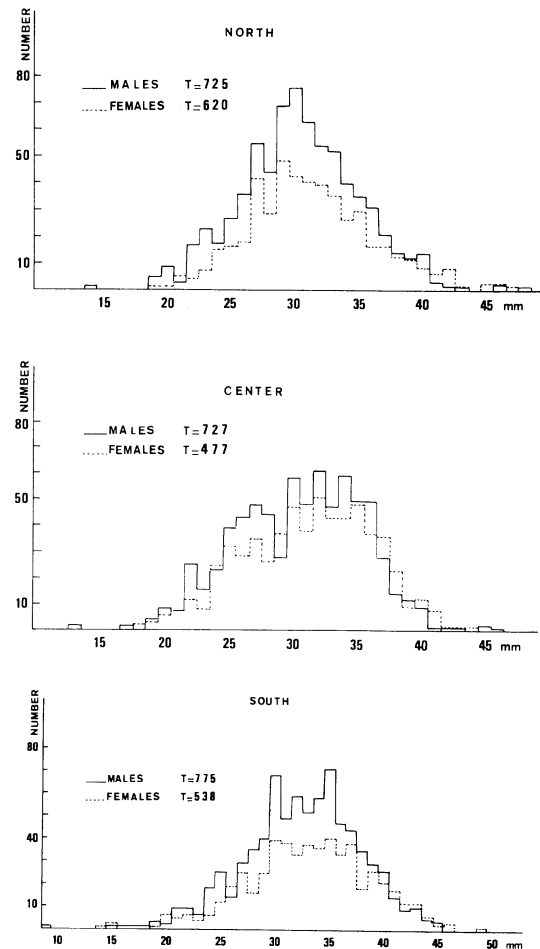 NORTH
NUMBER
80
50
10
MALES T=725
FEMALES T=620
15 20 25 30 35 40 45 mm
CENTER
NUMBER
80
50
10
MALES T=727
FEMALES T=477
15 20 25 30 35 40 45 mm
SOUTH
NUMBER
80
40
10
MALES T=775
FEMALES T=538
10 15 20 25 30 35 40 45 50 mm